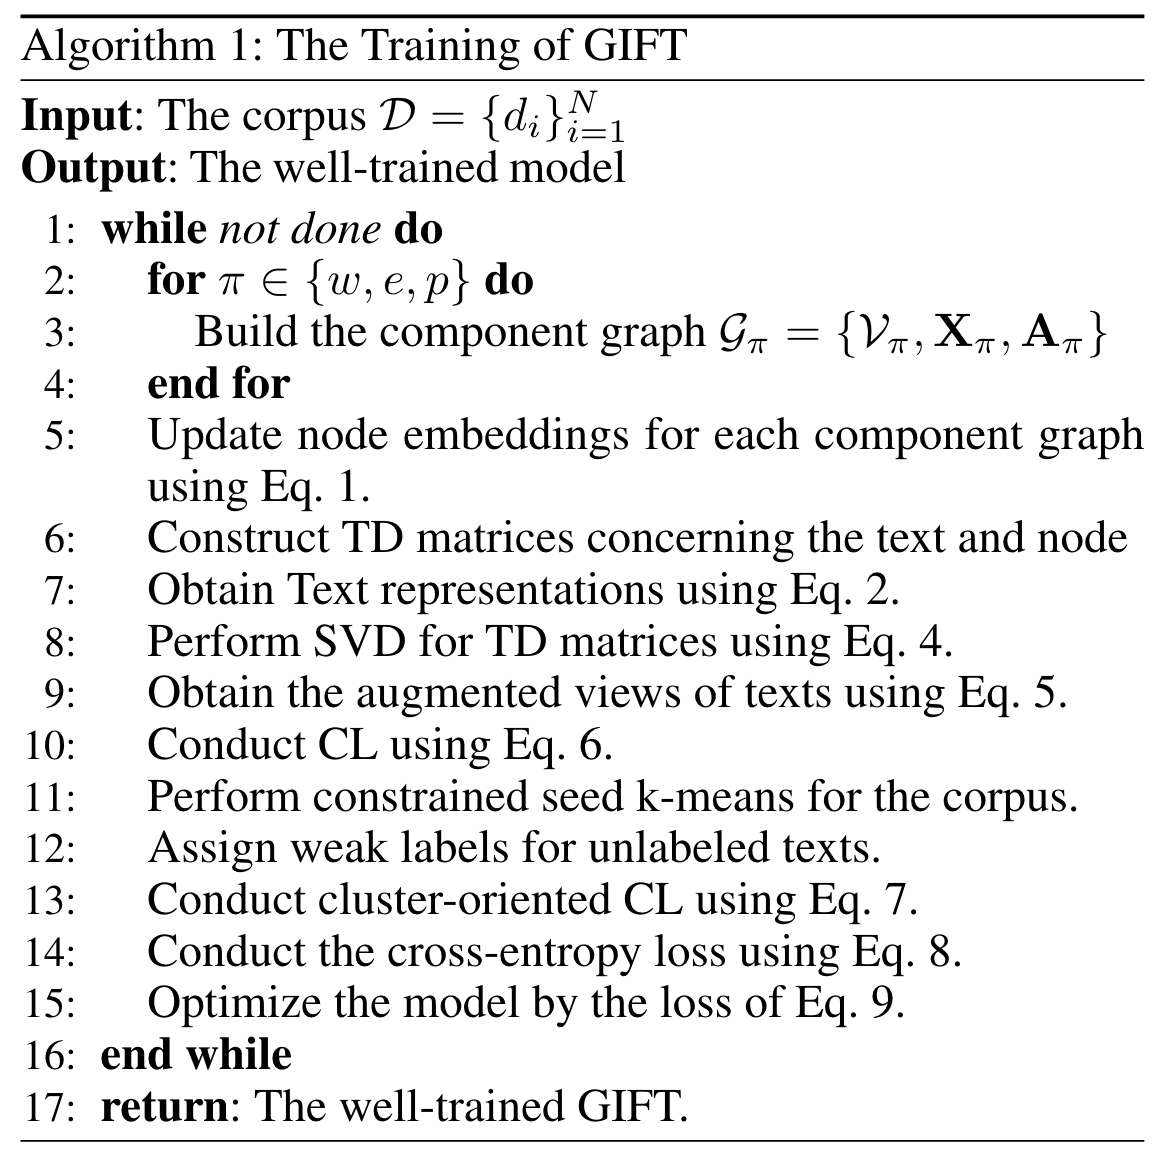 Algorithm 1: The Training of GIFT
Input: The corpus $\mathcal{D} = \{d_i\}_{i=1}^{N}$
Output: The well-trained model
1: while not done do
2: for $\pi \in \{w, e, p\}$ do
3: Build the component graph $\mathcal{G}_\pi = \{\mathcal{V}_\pi, \mathbf{X}_\pi, \mathbf{A}_\pi\}$
4: end for
5: Update node embeddings for each component graph
using Eq. 1.
6: Construct TD matrices concerning the text and node
7: Obtain Text representations using Eq. 2.
8: Perform SVD for TD matrices using Eq. 4.
9: Obtain the augmented views of texts using Eq. 5.
10: Conduct CL using Eq. 6.
11: Perform constrained seed k-means for the corpus.
12: Assign weak labels for unlabeled texts.
13: Conduct cluster-oriented CL using Eq. 7.
14: Conduct the cross-entropy loss using Eq. 8.
15: Optimize the model by the loss of Eq. 9.
16: end while
17: return: The well-trained GIFT.